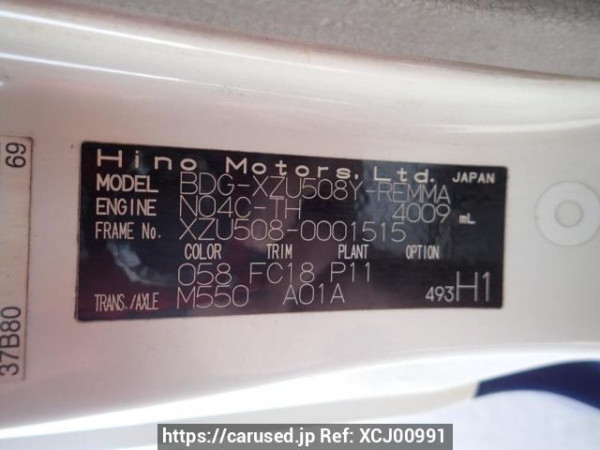 Hino Motors, Ltd. JAPAN
MODEL BDG-XZU508Y-REMMA
ENGINE N04C-TH 4009 mL
FRAME No. XZU508-0001515
COLOR TRIM PLANT OPTION
058 FC18 P11
TRANS./AXLE M550 A01A 493H1
37B80 69
https://carused.jp Ref: XCJ00991